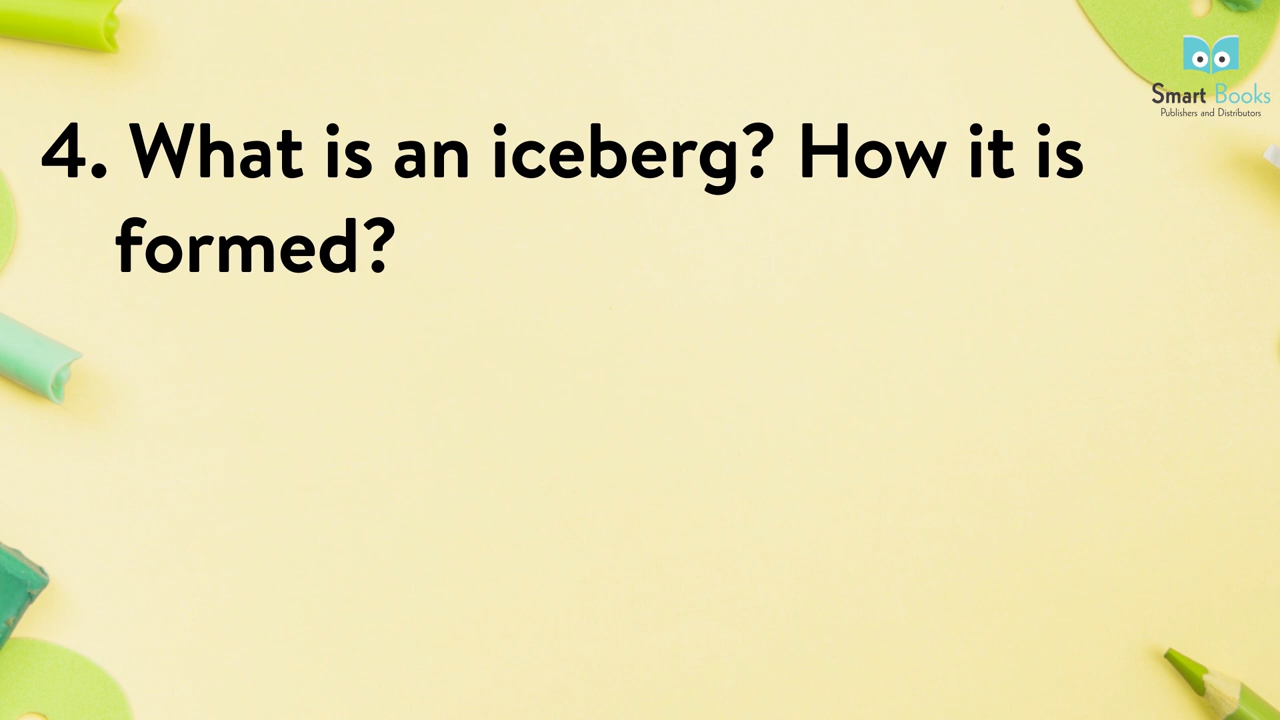 Smart Books
Publishers and Distributors
4. What is an iceberg? How it is
formed?